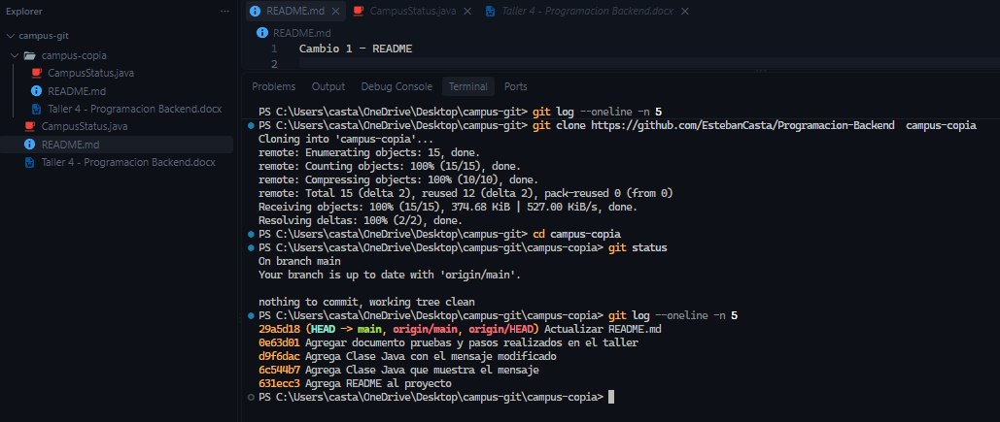 Explorer ···
campus-git
campus-copia
CampusStatus.java
README.md
Taller 4 - Programacion Backend.docx
CampusStatus.java
README.md
Taller 4 - Programacion Backend.docx
README.md CampusStatus.java Taller 4 - Programacion Backend.docx
README.md
1 Cambio 1 - README
2
Problems Output Debug Console Terminal Ports
PS C:\Users\casta\OneDrive\Desktop\campus-git> git log --oneline -n 5
PS C:\Users\casta\OneDrive\Desktop\campus-git> git clone https://github.com/EstebanCasta/Programacion-Backend campus-copia
Cloning into 'campus-copia'...
remote: Enumerating objects: 15, done.
remote: Counting objects: 100% (15/15), done.
remote: Compressing objects: 100% (10/10), done.
remote: Total 15 (delta 2), reused 12 (delta 2), pack-reused 0 (from 0)
Receiving objects: 100% (15/15), 374.68 KiB | 527.00 KiB/s, done.
Resolving deltas: 100% (2/2), done.
PS C:\Users\casta\OneDrive\Desktop\campus-git> cd campus-copia
PS C:\Users\casta\OneDrive\Desktop\campus-git\campus-copia> git status
On branch main
Your branch is up to date with 'origin/main'.
nothing to commit, working tree clean
PS C:\Users\casta\OneDrive\Desktop\campus-git\campus-copia> git log --oneline -n 5
29a5d18 (HEAD -> main, origin/main, origin/HEAD) Actualizar README.md
0e63d01 Agregar documento pruebas y pasos realizados en el taller
d9f6dac Agrega Clase Java con el mensaje modificado
6c544b7 Agrega Clase Java que muestra el mensaje
631ecc3 Agrega README al proyecto
PS C:\Users\casta\OneDrive\Desktop\campus-git\campus-copia>